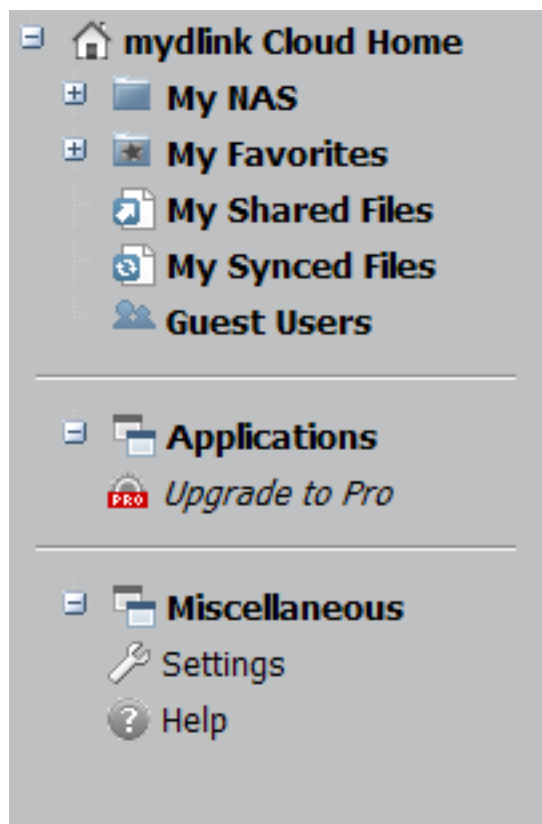 mydlink Cloud Home
My NAS
My Favorites
My Shared Files
My Synced Files
Guest Users
Applications
PRO Upgrade to Pro
Miscellaneous
Settings
? Help